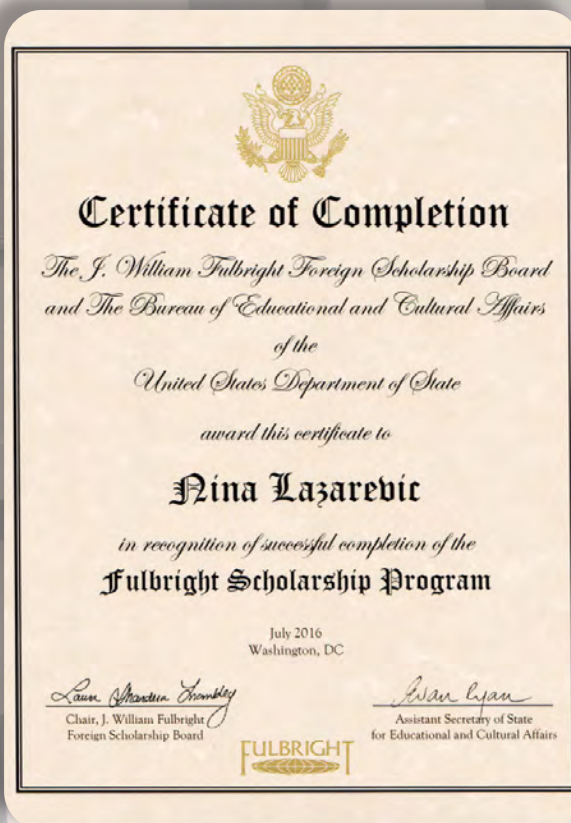 Certificate of Completion
The J. William Fulbright Foreign Scholarship Board
and The Bureau of Educational and Cultural Affairs
of the
United States Department of State
award this certificate to
Nina Lazarevic
in recognition of successful completion of the
Fulbright Scholarship Program
July 2016
Washington, DC
Chair, J. William Fulbright
Foreign Scholarship Board
Assistant Secretary of State
for Educational and Cultural Affairs
FULBRIGHT